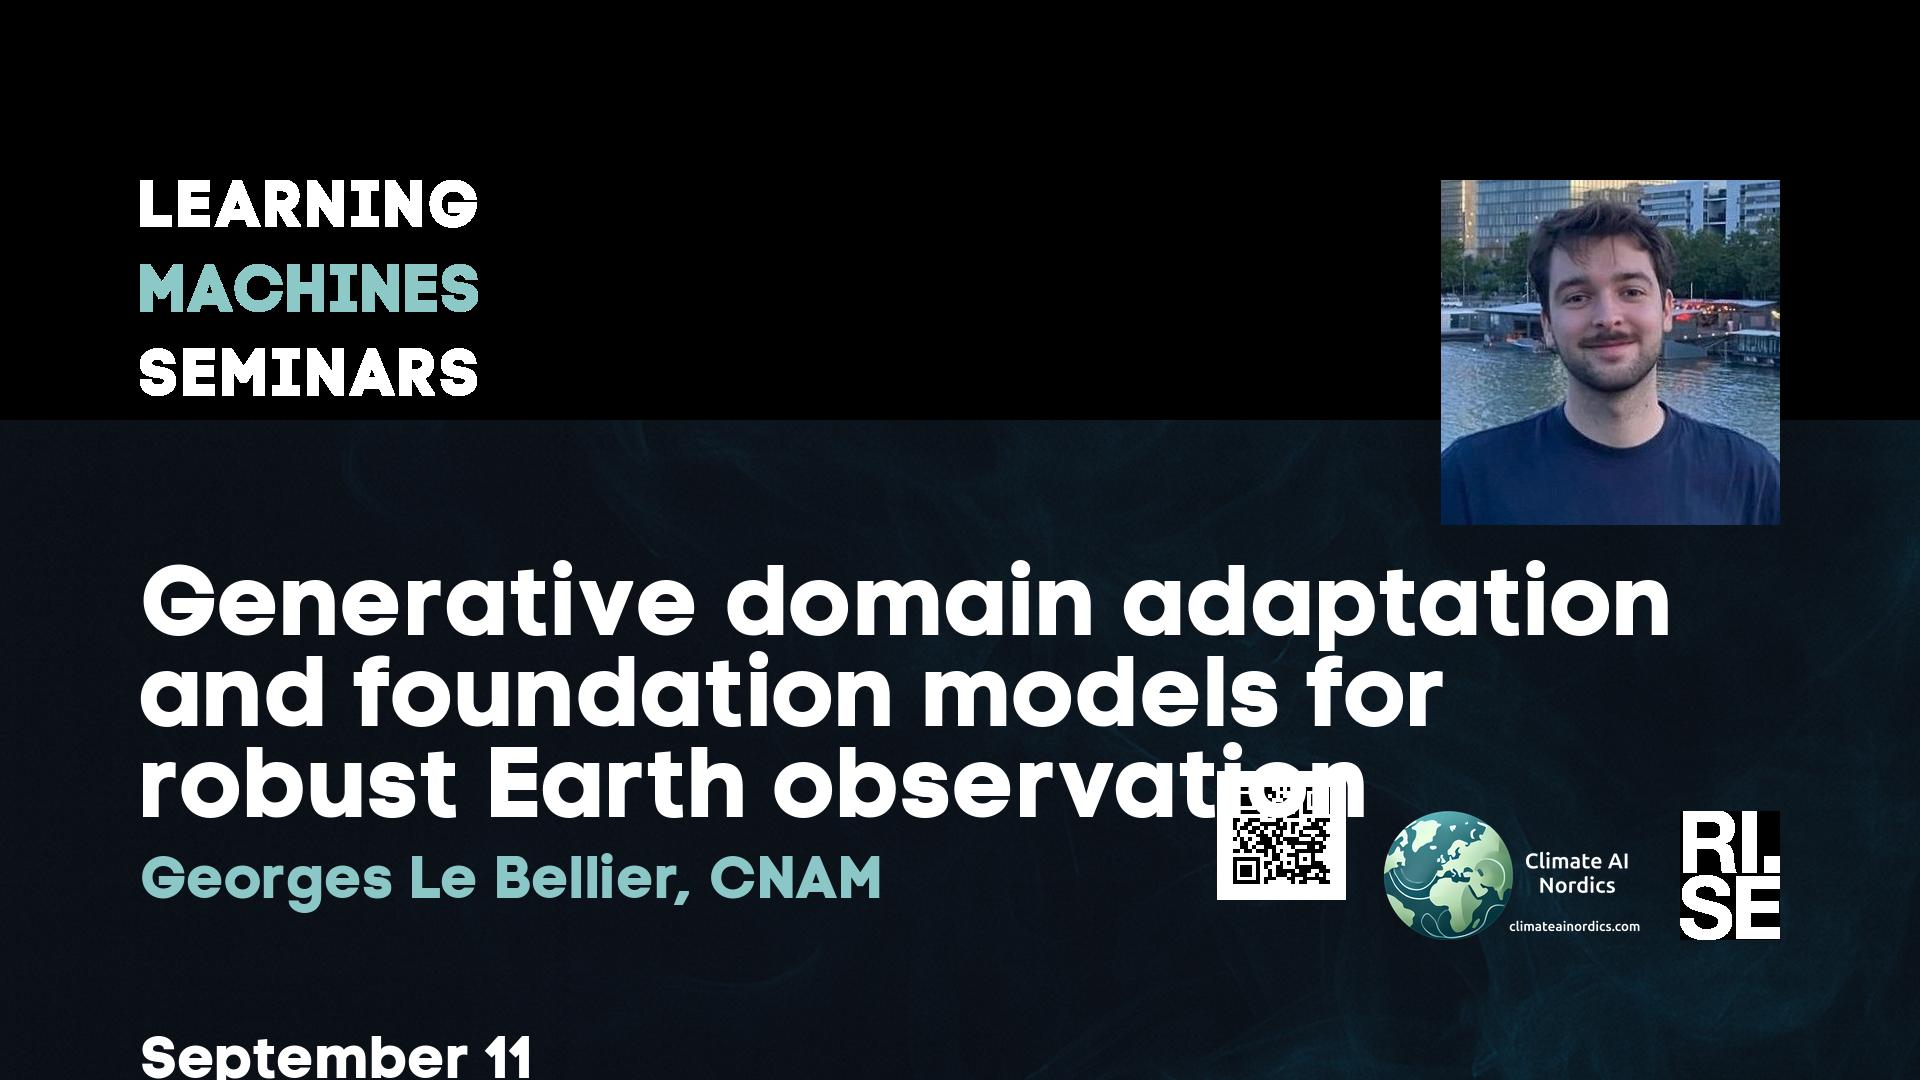 LEARNING
MACHINES
SEMINARS
Generative domain adaptation
and foundation models for
robust Earth observation
Georges Le Bellier, CNAM
Climate AI
Nordics
climateainordics.com
RI.
SE
September 11